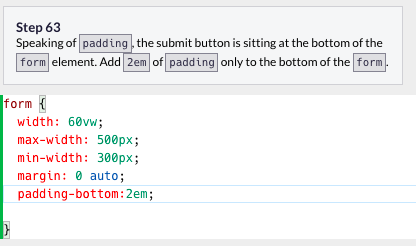 Step 63
Speaking of padding, the submit button is sitting at the bottom of the
form element. Add 2em of padding only to the bottom of the form.
form {
  width: 60vw;
  max-width: 500px;
  min-width: 300px;
  margin: 0 auto;
  padding-bottom:2em;
}